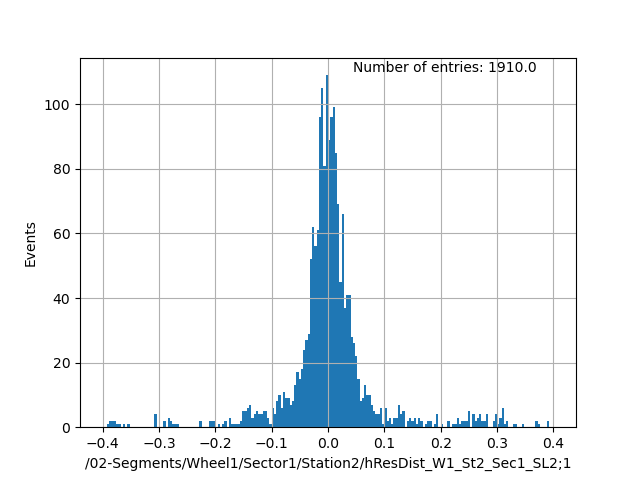 Number of entries: 1910.0
Events
100
80
60
40
20
0
−0.4 −0.3 −0.2 −0.1 0.0 0.1 0.2 0.3 0.4
/02-Segments/Wheel1/Sector1/Station2/hResDist_W1_St2_Sec1_SL2;1